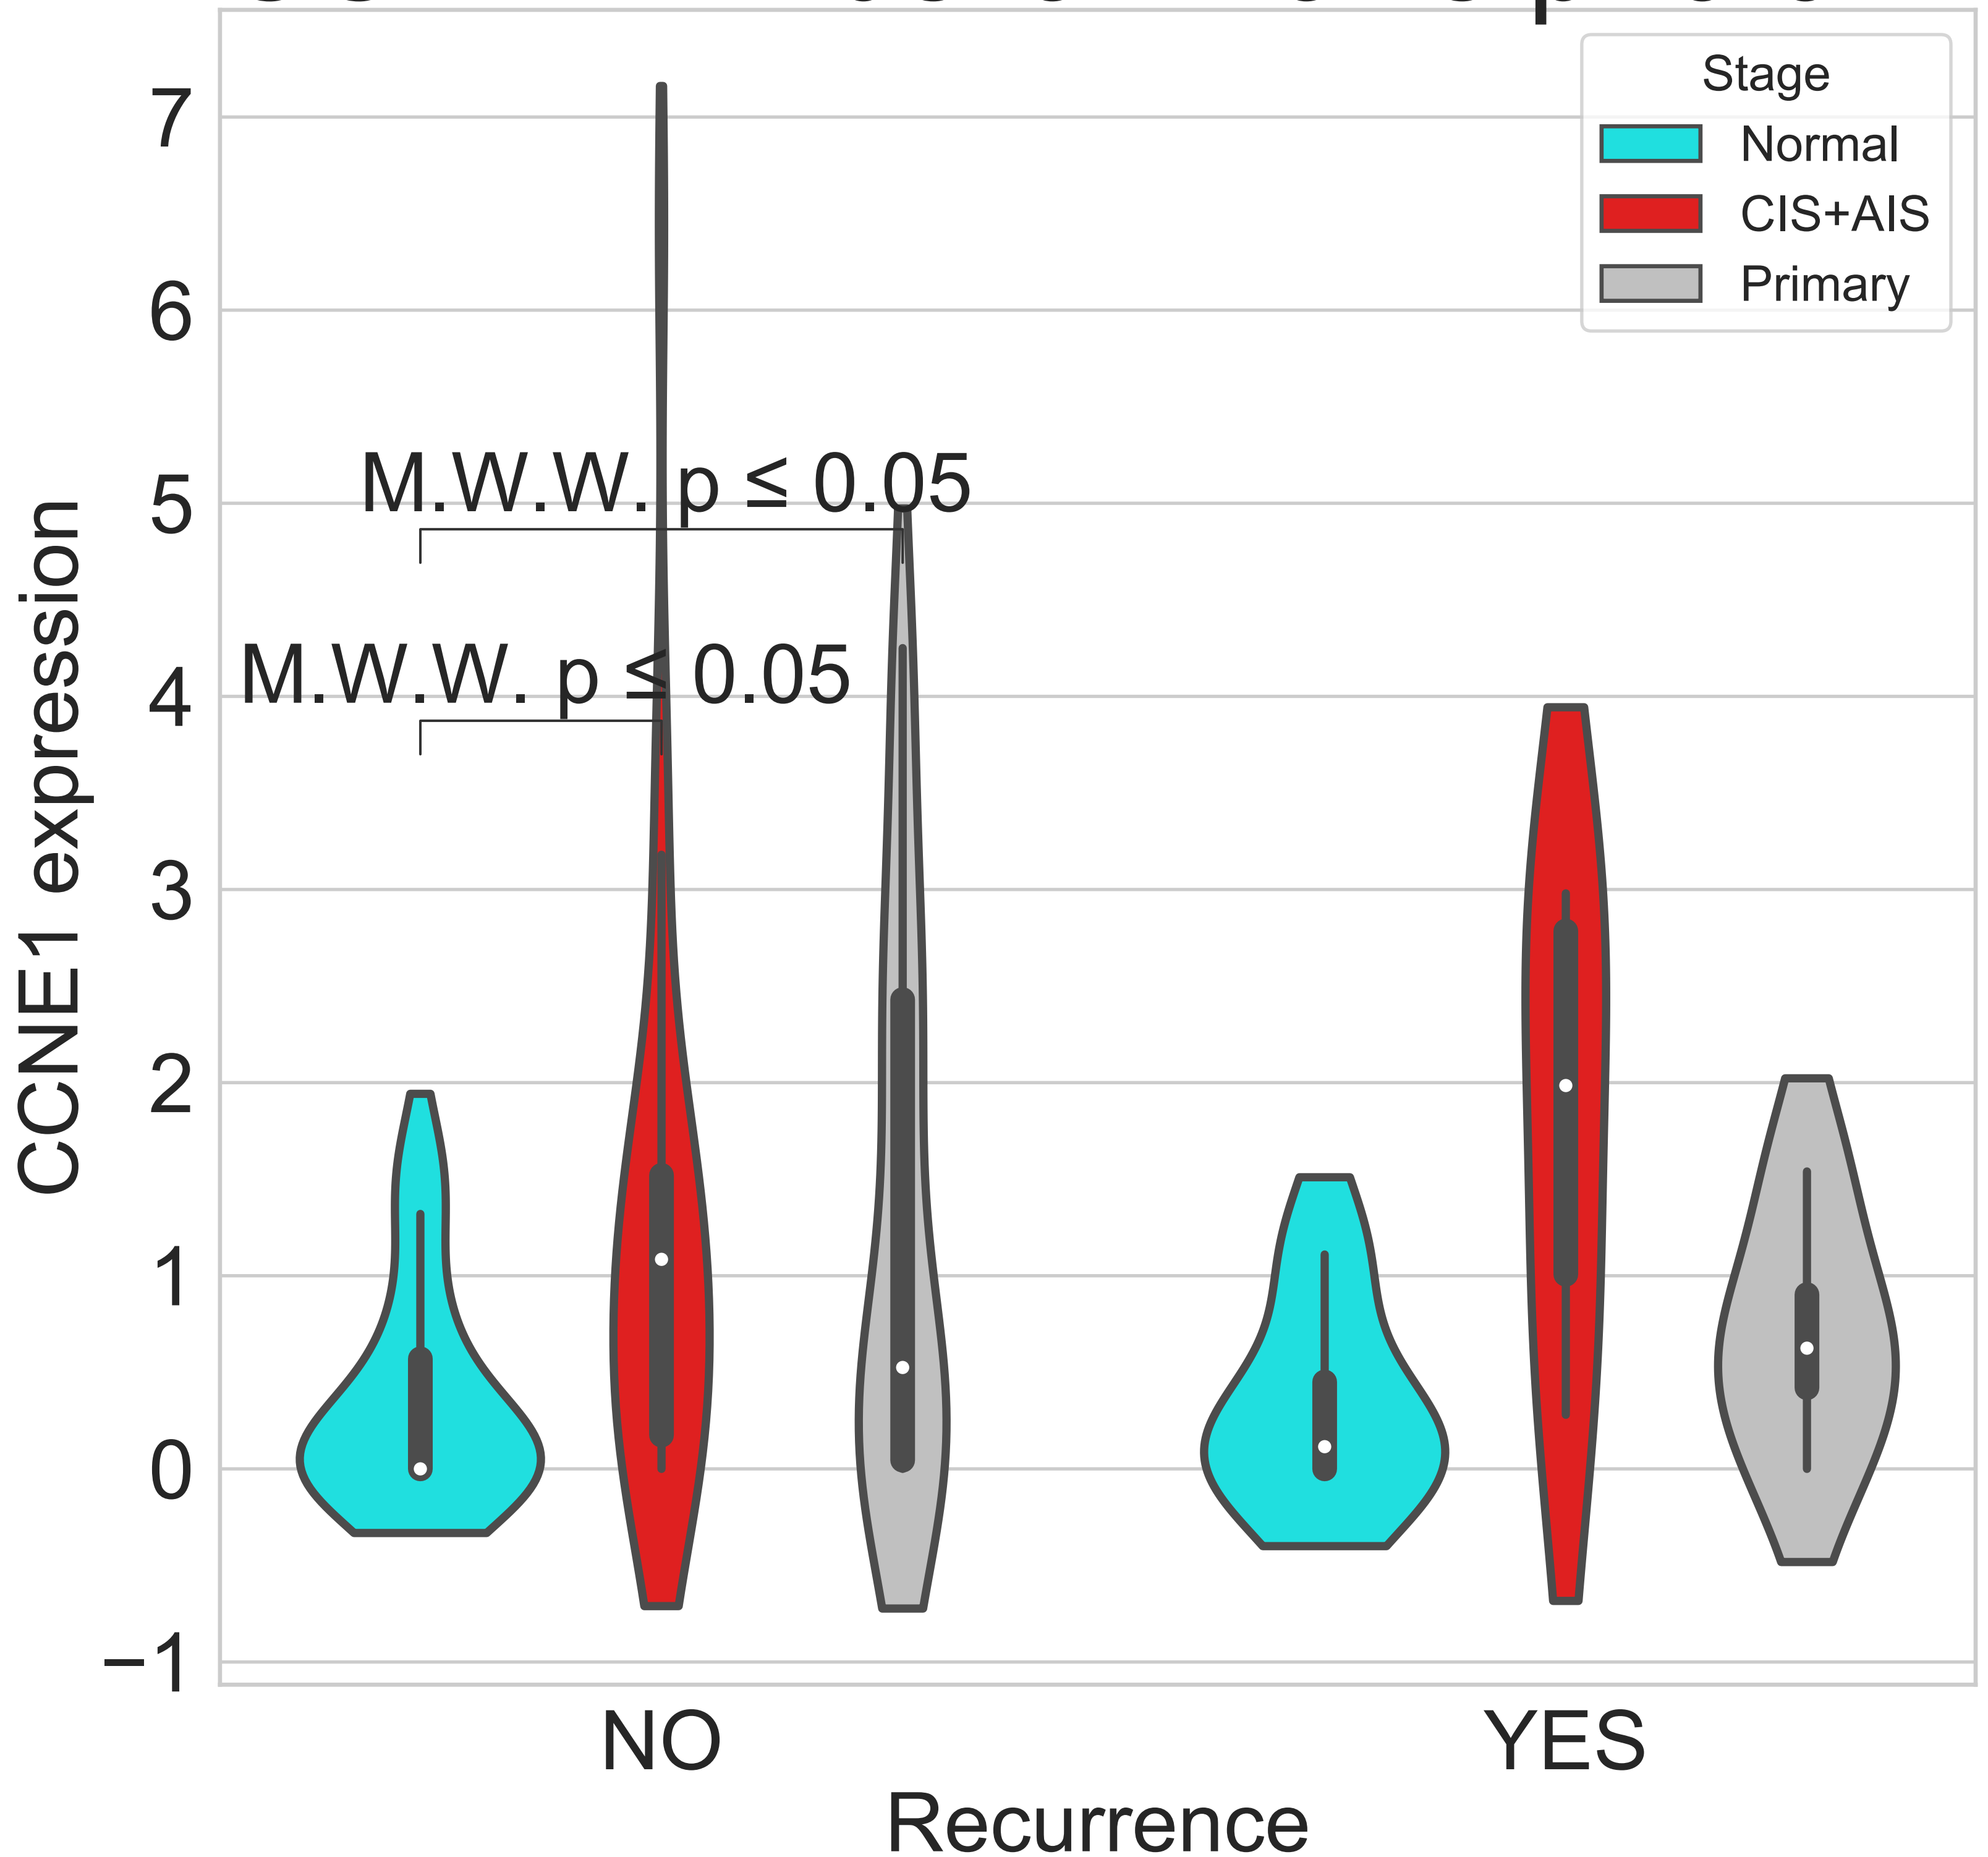 Stage
Normal
CIS+AIS
Primary
7
6
5
4
3
2
1
0
−1
CCNE1 expression
M.W.W. p ≤ 0.05
M.W.W. p ≤ 0.05
NO
YES
Recurrence